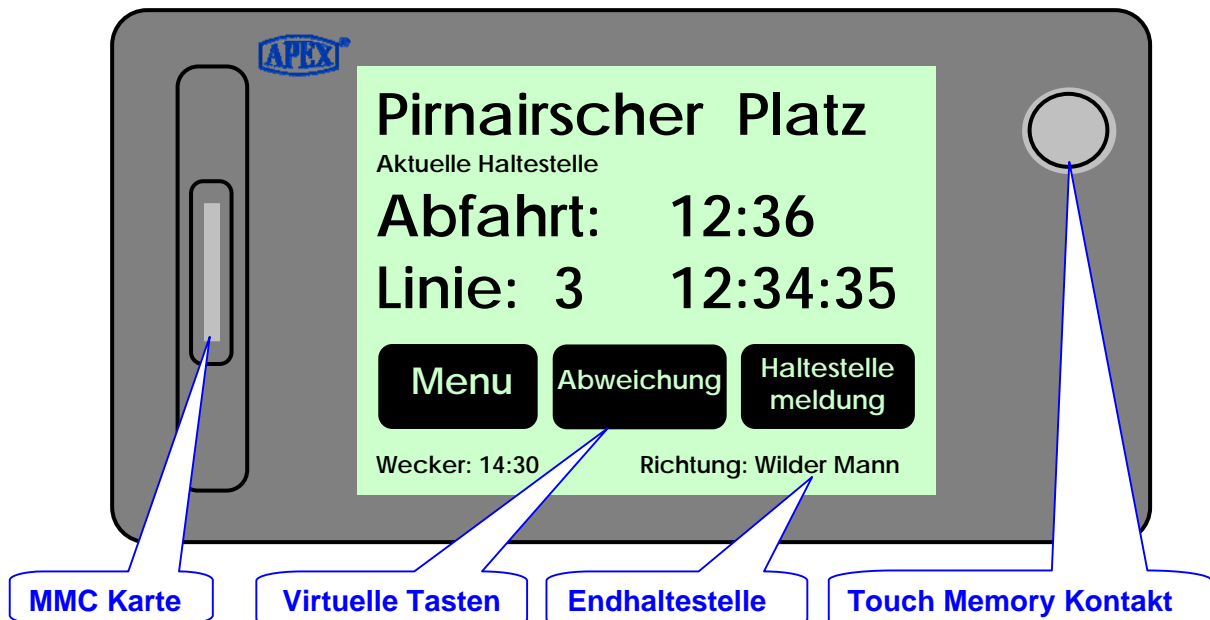 APEX®
Pirnairscher Platz
Aktuelle Haltestelle
Abfahrt: 12:36
Linie: 3 12:34:35
Menu Abweichung Haltestelle meldung
Wecker: 14:30 Richtung: Wilder Mann
MMC Karte Virtuelle Tasten Endhaltestelle Touch Memory Kontakt